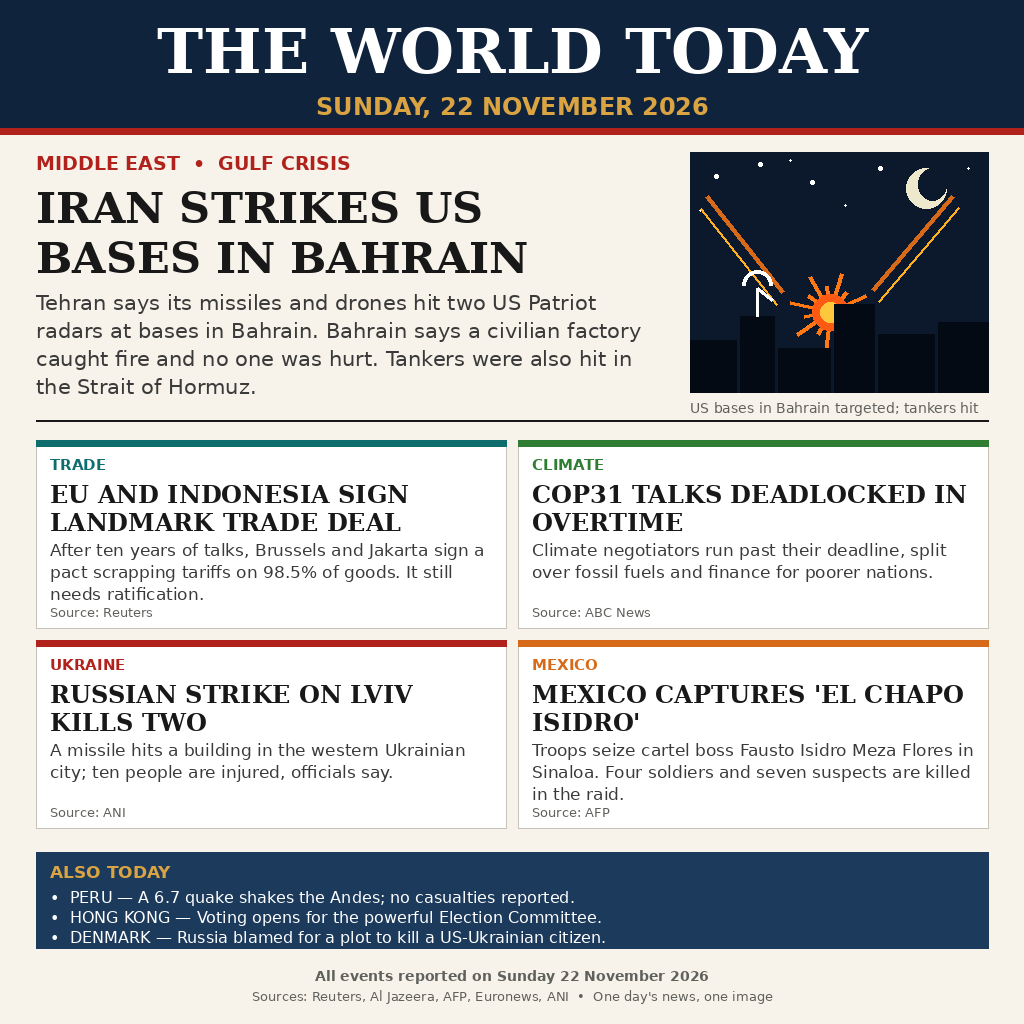 THE WORLD TODAY
SUNDAY, 22 NOVEMBER 2026
MIDDLE EAST • GULF CRISIS
IRAN STRIKES US
BASES IN BAHRAIN
Tehran says its missiles and drones hit two US Patriot
radars at bases in Bahrain. Bahrain says a civilian factory
caught fire and no one was hurt. Tankers were also hit in
the Strait of Hormuz.
US bases in Bahrain targeted; tankers hit
TRADE
EU AND INDONESIA SIGN
LANDMARK TRADE DEAL
After ten years of talks, Brussels and Jakarta sign a
pact scrapping tariffs on 98.5% of goods. It still
needs ratification.
Source: Reuters
CLIMATE
COP31 TALKS DEADLOCKED IN
OVERTIME
Climate negotiators run past their deadline, split
over fossil fuels and finance for poorer nations.
Source: ABC News
UKRAINE
RUSSIAN STRIKE ON LVIV
KILLS TWO
A missile hits a building in the western Ukrainian
city; ten people are injured, officials say.
Source: ANI
MEXICO
MEXICO CAPTURES 'EL CHAPO
ISIDRO'
Troops seize cartel boss Fausto Isidro Meza Flores in
Sinaloa. Four soldiers and seven suspects are killed
in the raid.
Source: AFP
ALSO TODAY
• PERU — A 6.7 quake shakes the Andes; no casualties reported.
• HONG KONG — Voting opens for the powerful Election Committee.
• DENMARK — Russia blamed for a plot to kill a US-Ukrainian citizen.
All events reported on Sunday 22 November 2026
Sources: Reuters, Al Jazeera, AFP, Euronews, ANI • One day's news, one image